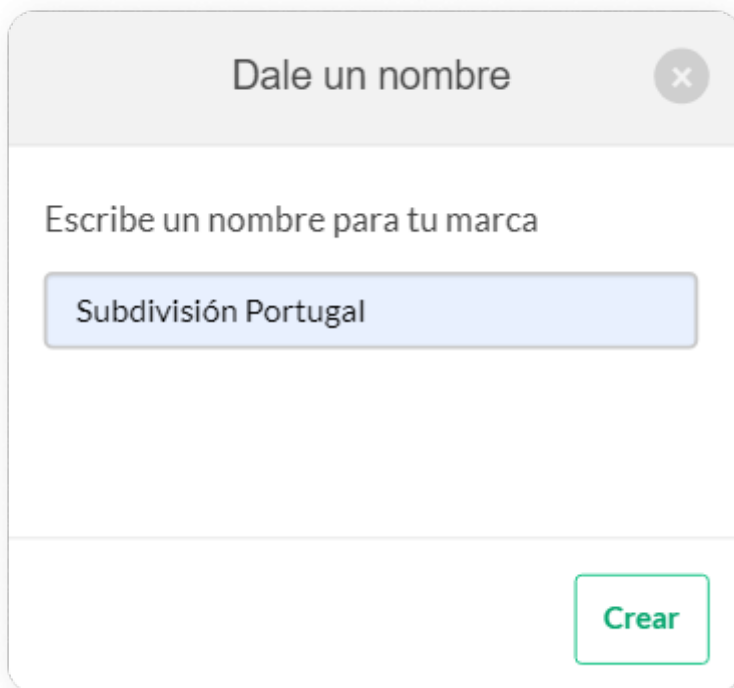 Dale un nombre
Escribe un nombre para tu marca
Subdivisión Portugal
Crear